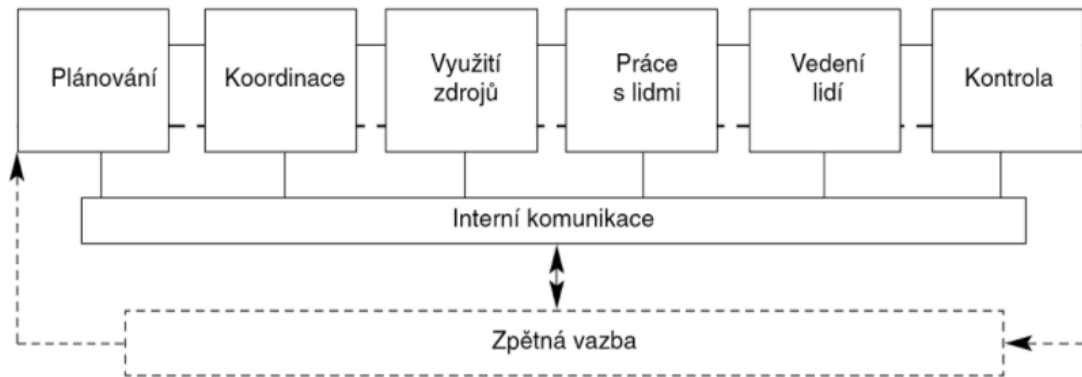 Plánování
Koordinace
Využití
zdrojů
Práce
s lidmi
Vedení
lidí
Kontrola
Interní komunikace
Zpětná vazba